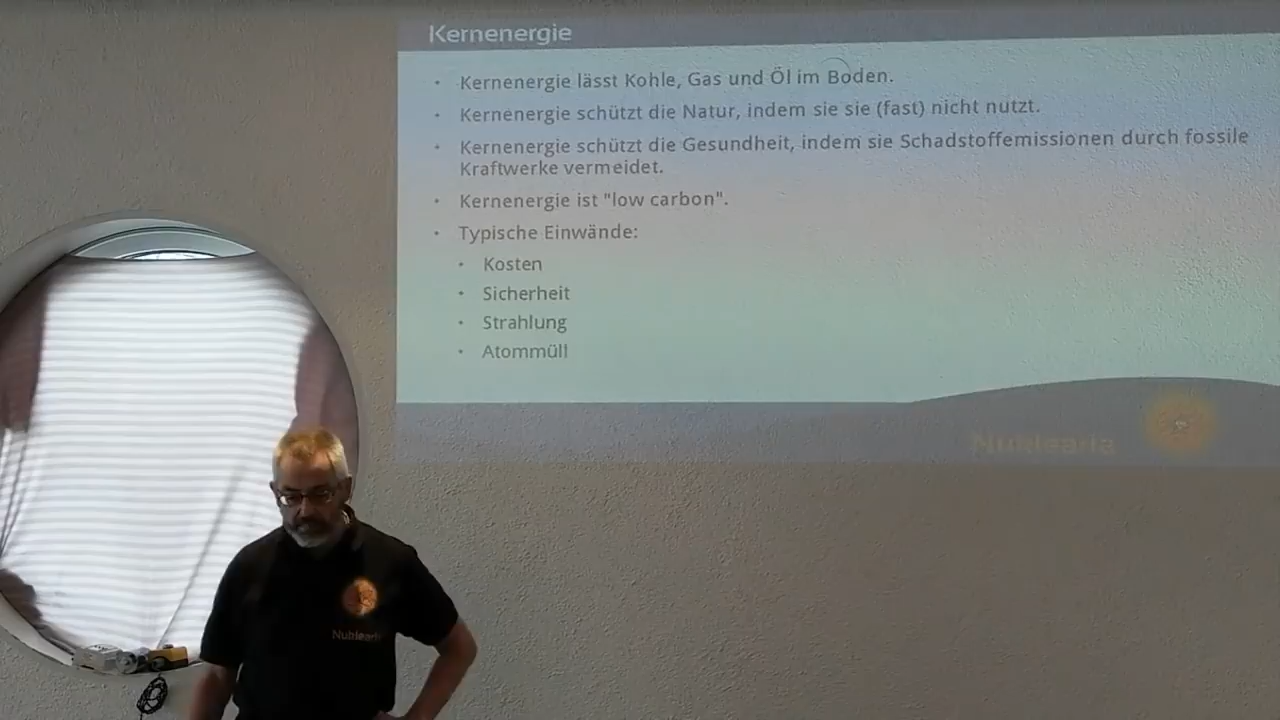 Kernenergie
• Kernenergie lässt Kohle, Gas und Öl im Boden.
• Kernenergie schützt die Natur, indem sie sie (fast) nicht nutzt.
• Kernenergie schützt die Gesundheit, indem sie Schadstoffemissionen durch fossile
Kraftwerke vermeidet.
• Kernenergie ist "low carbon".
• Typische Einwände:
• Kosten
• Sicherheit
• Strahlung
• Atommüll
Nuklearia
Nuklearia